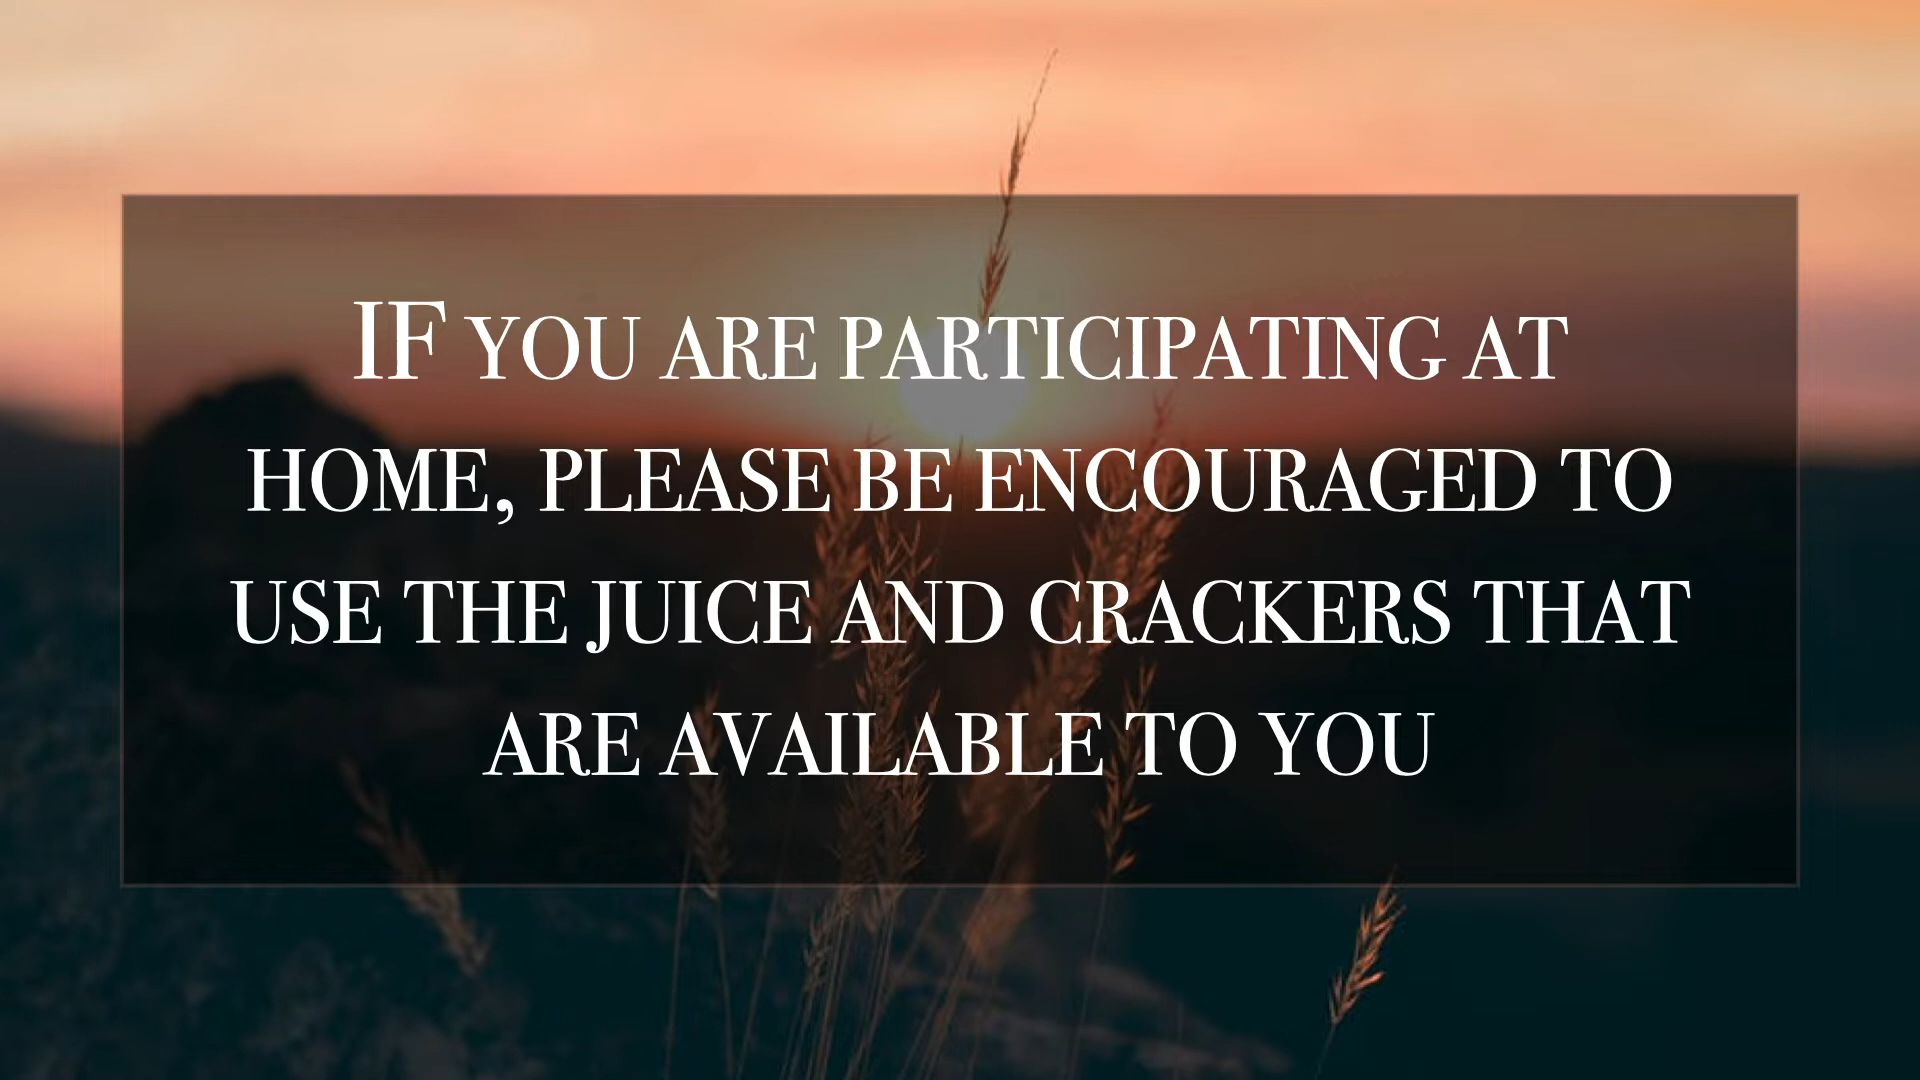 IF YOU ARE PARTICIPATING AT
HOME, PLEASE BE ENCOURAGED TO
USE THE JUICE AND CRACKERS THAT
ARE AVAILABLE TO YOU